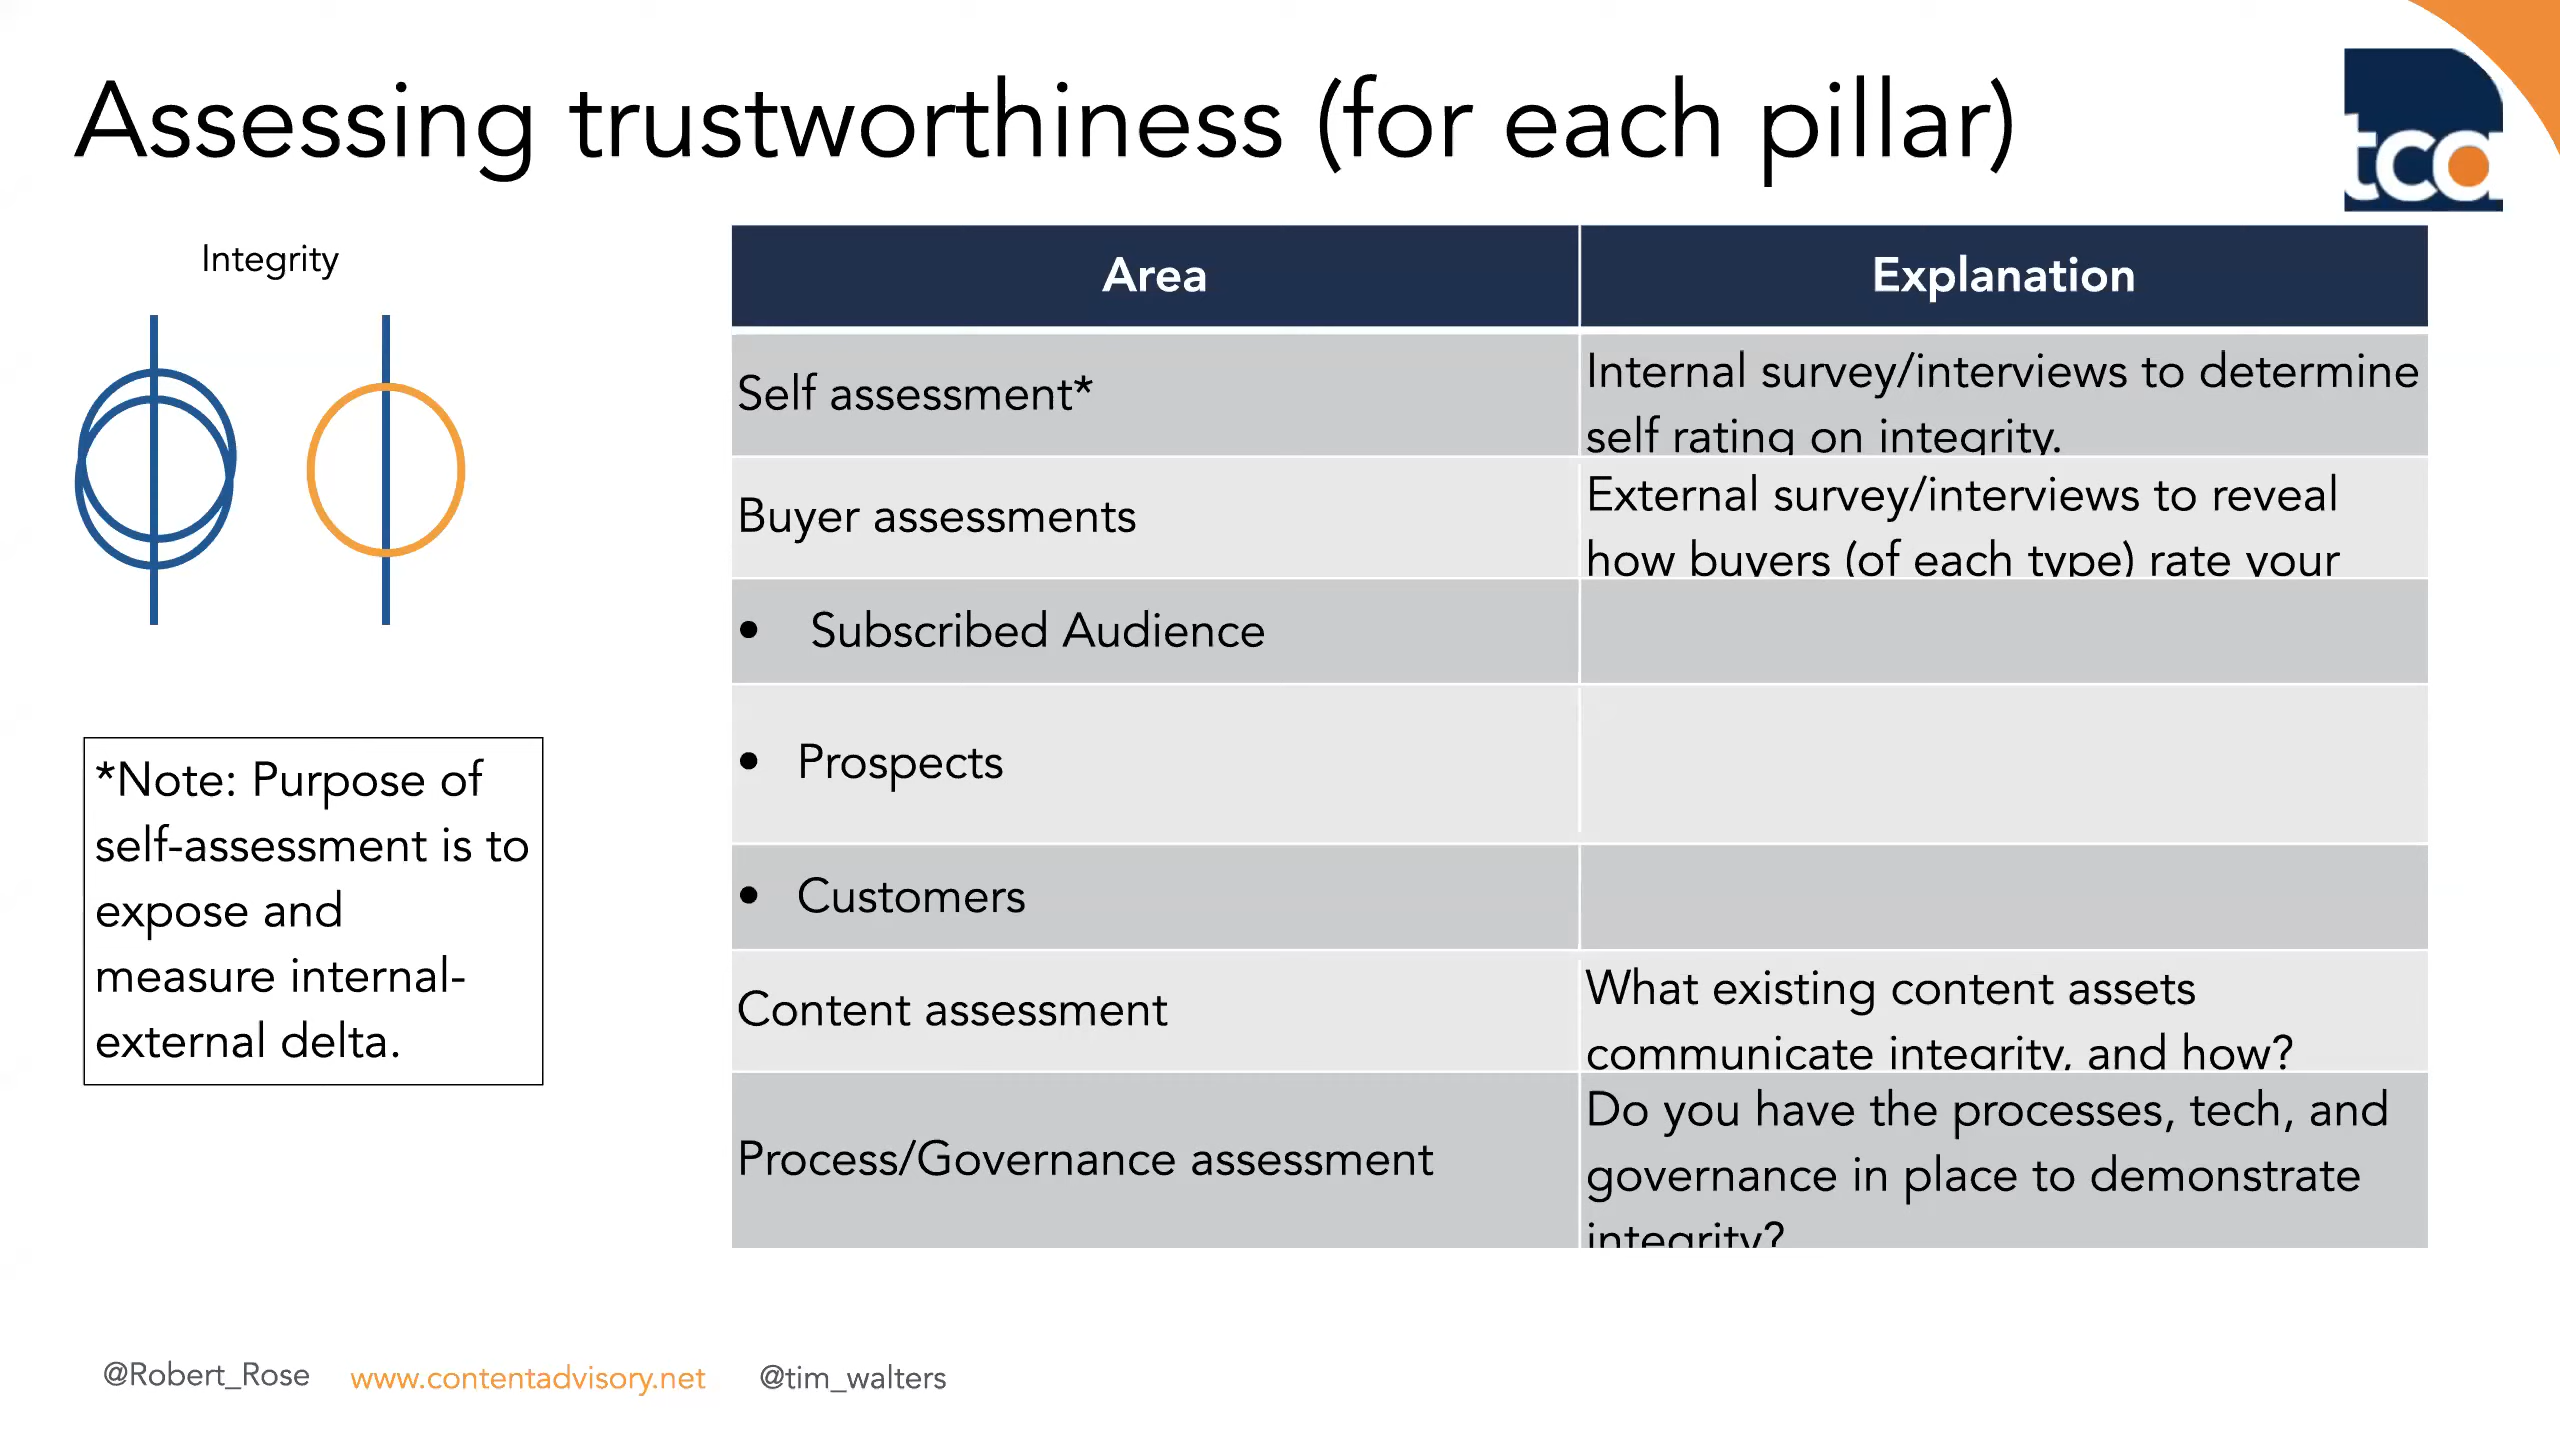 Assessing trustworthiness (for each pillar)
tca
Integrity
Area
Explanation
Self assessment*
Internal survey/interviews to determine
self rating on integrity.
Buyer assessments
External survey/interviews to reveal
how buyers (of each type) rate your
• Subscribed Audience
• Prospects
• Customers
Content assessment
What existing content assets
communicate integrity, and how?
Process/Governance assessment
Do you have the processes, tech, and
governance in place to demonstrate
integrity?
*Note: Purpose of
self-assessment is to
expose and
measure internal-
external delta.
@Robert_Rose
www.contentadvisory.net
@tim_walters